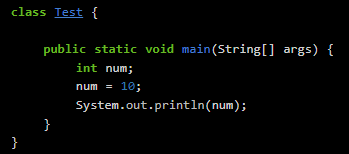 class Test {
    public static void main(String[] args) {
        int num;
        num = 10;
        System.out.println(num);
    }
}